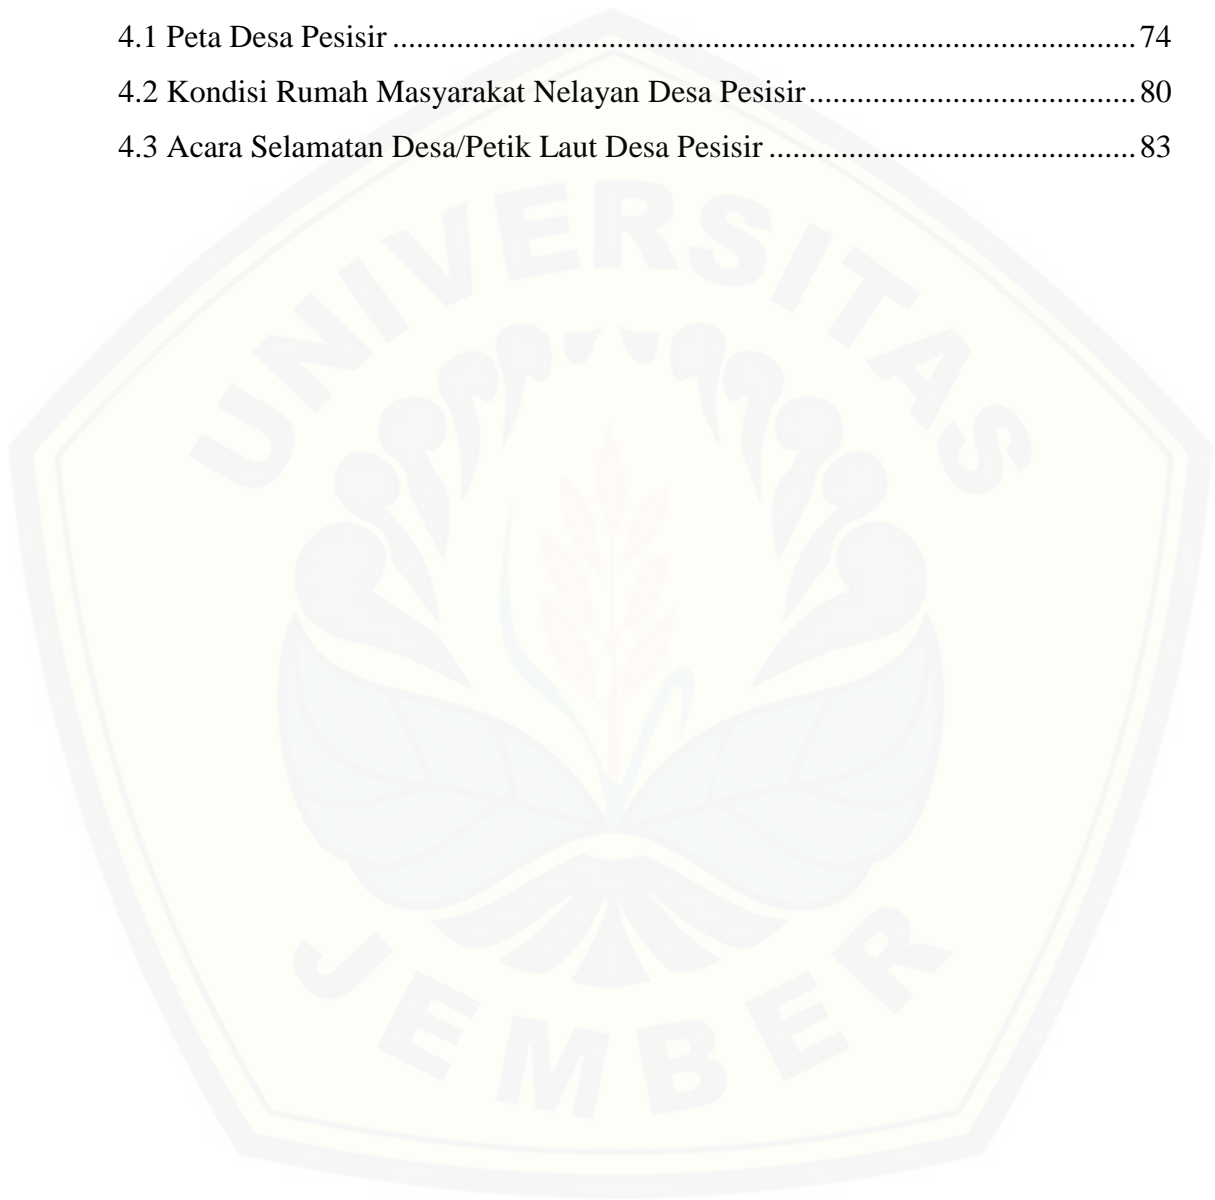 4.1 Peta Desa Pesisir ........................................................................................... 74
4.2 Kondisi Rumah Masyarakat Nelayan Desa Pesisir ........................................ 80
4.3 Acara Selamatan Desa/Petik Laut Desa Pesisir ............................................. 83
UNIVERSITAS
JEMBER